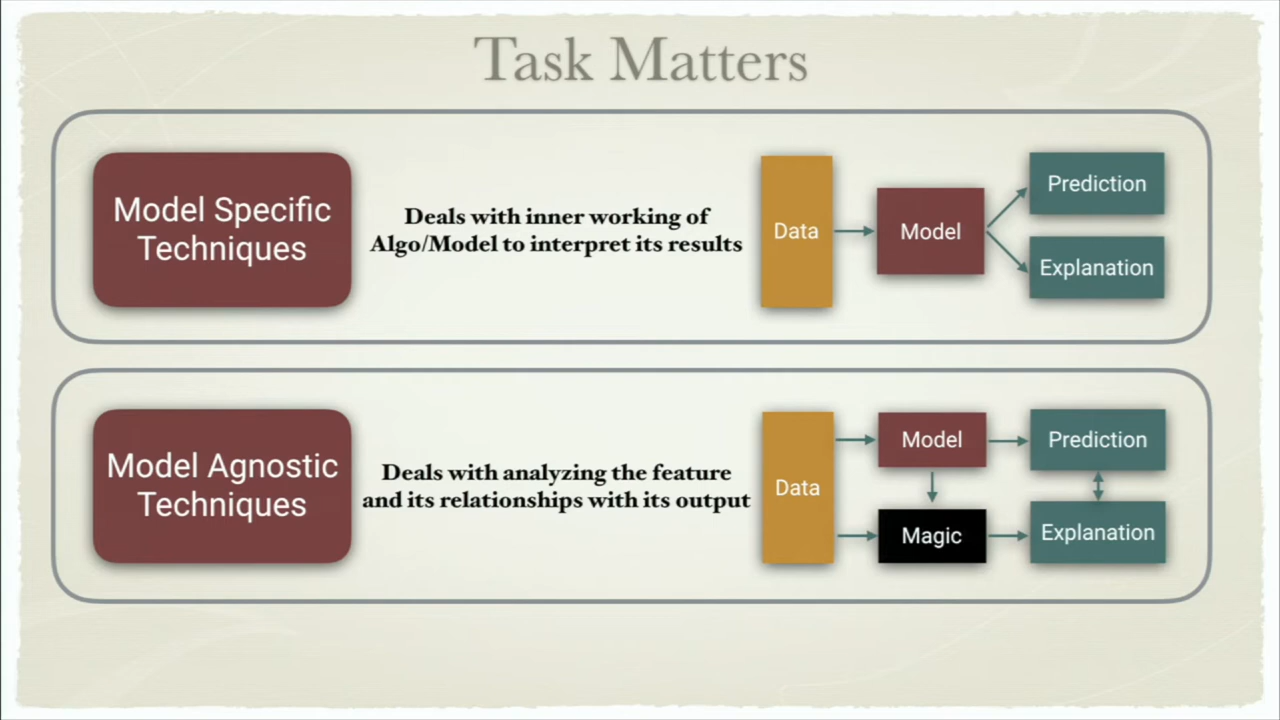 Task Matters
Model Specific
Techniques
Deals with inner working of
Algo/Model to interpret its results
Data
Model
Prediction
Explanation
Model Agnostic
Techniques
Deals with analyzing the feature
and its relationships with its output
Data
Model
Prediction
Magic
Explanation